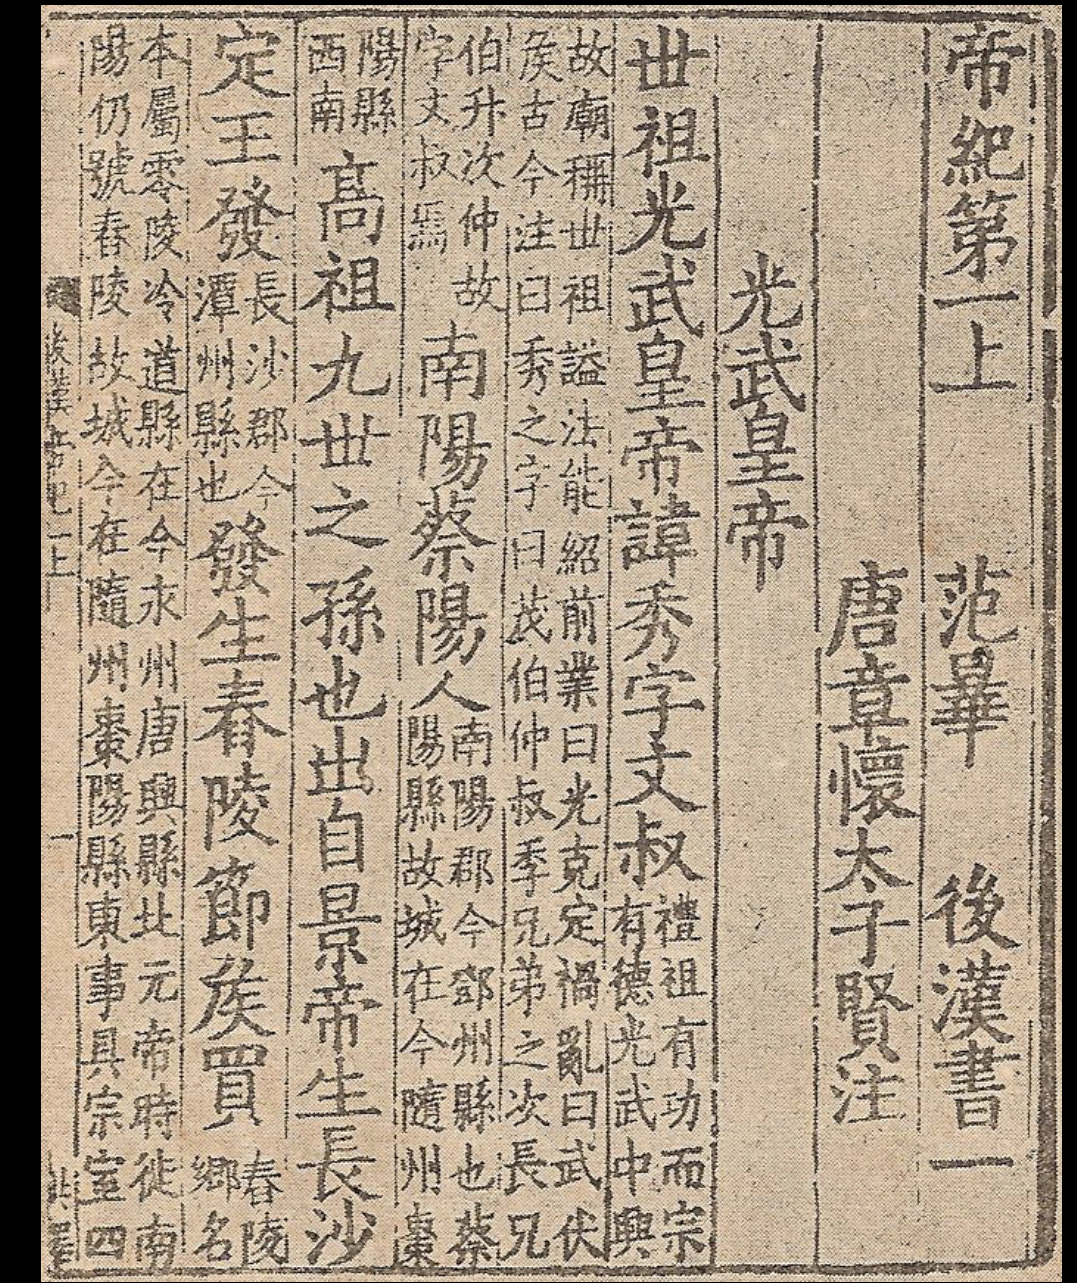 帝紀第一上 范曄 後漢書一
唐章懷太子賢注
光武皇帝
世祖光武皇帝諱秀字文叔禮祖有功而宗
有德光武中興
故廟稱世祖謚法能紹前業曰光克定禍亂曰武伏
侯古今注曰秀之字曰茂伯仲叔季兄弟之次長兄
伯升次仲故
字文叔焉
南陽蔡陽人南陽郡今鄧州縣也蔡
陽縣故城在今隨州棗
陽縣
西南
高祖九世之孫也出自景帝生長沙
定王發長沙郡今
潭州縣也
發生舂陵節侯買舂陵
鄉名
本屬零陵冷道縣在今永州唐興縣北元帝時徙南
陽仍號舂陵故城今在隨州棗陽縣東事具宗室四
後漢帝紀一上 一